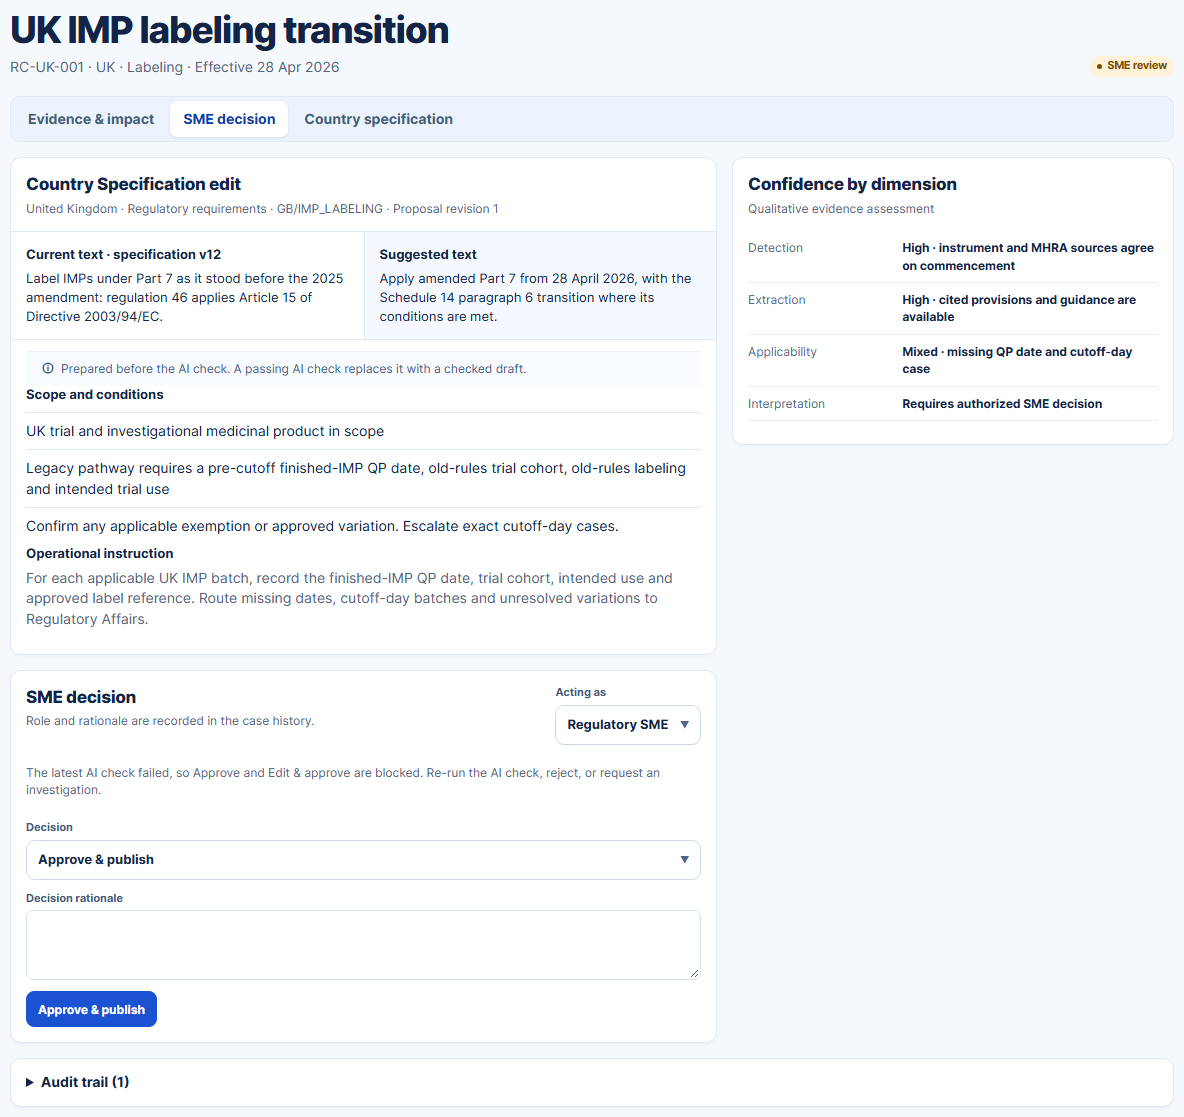 UK IMP labeling transition
RC-UK-001 · UK · Labeling · Effective 28 Apr 2026
SME review
Evidence & impact
SME decision
Country specification
Country Specification edit
United Kingdom · Regulatory requirements · GB/IMP_LABELING · Proposal revision 1
Current text · specification v12
Label IMPs under Part 7 as it stood before the 2025
amendment: regulation 46 applies Article 15 of
Directive 2003/94/EC.
Suggested text
Apply amended Part 7 from 28 April 2026, with the
Schedule 14 paragraph 6 transition where its
conditions are met.
Prepared before the AI check. A passing AI check replaces it with a checked draft.
Scope and conditions
UK trial and investigational medicinal product in scope
Legacy pathway requires a pre-cutoff finished-IMP QP date, old-rules trial cohort, old-rules labeling
and intended trial use
Confirm any applicable exemption or approved variation. Escalate exact cutoff-day cases.
Operational instruction
For each applicable UK IMP batch, record the finished-IMP QP date, trial cohort, intended use and
approved label reference. Route missing dates, cutoff-day batches and unresolved variations to
Regulatory Affairs.
Confidence by dimension
Qualitative evidence assessment
Detection
High · instrument and MHRA sources agree
on commencement
Extraction
High · cited provisions and guidance are
available
Applicability
Mixed · missing QP date and cutoff-day
case
Interpretation
Requires authorized SME decision
SME decision
Role and rationale are recorded in the case history.
Acting as
Regulatory SME
The latest AI check failed, so Approve and Edit & approve are blocked. Re-run the AI check, reject, or request an
investigation.
Decision
Approve & publish
Decision rationale
Approve & publish
Audit trail (1)